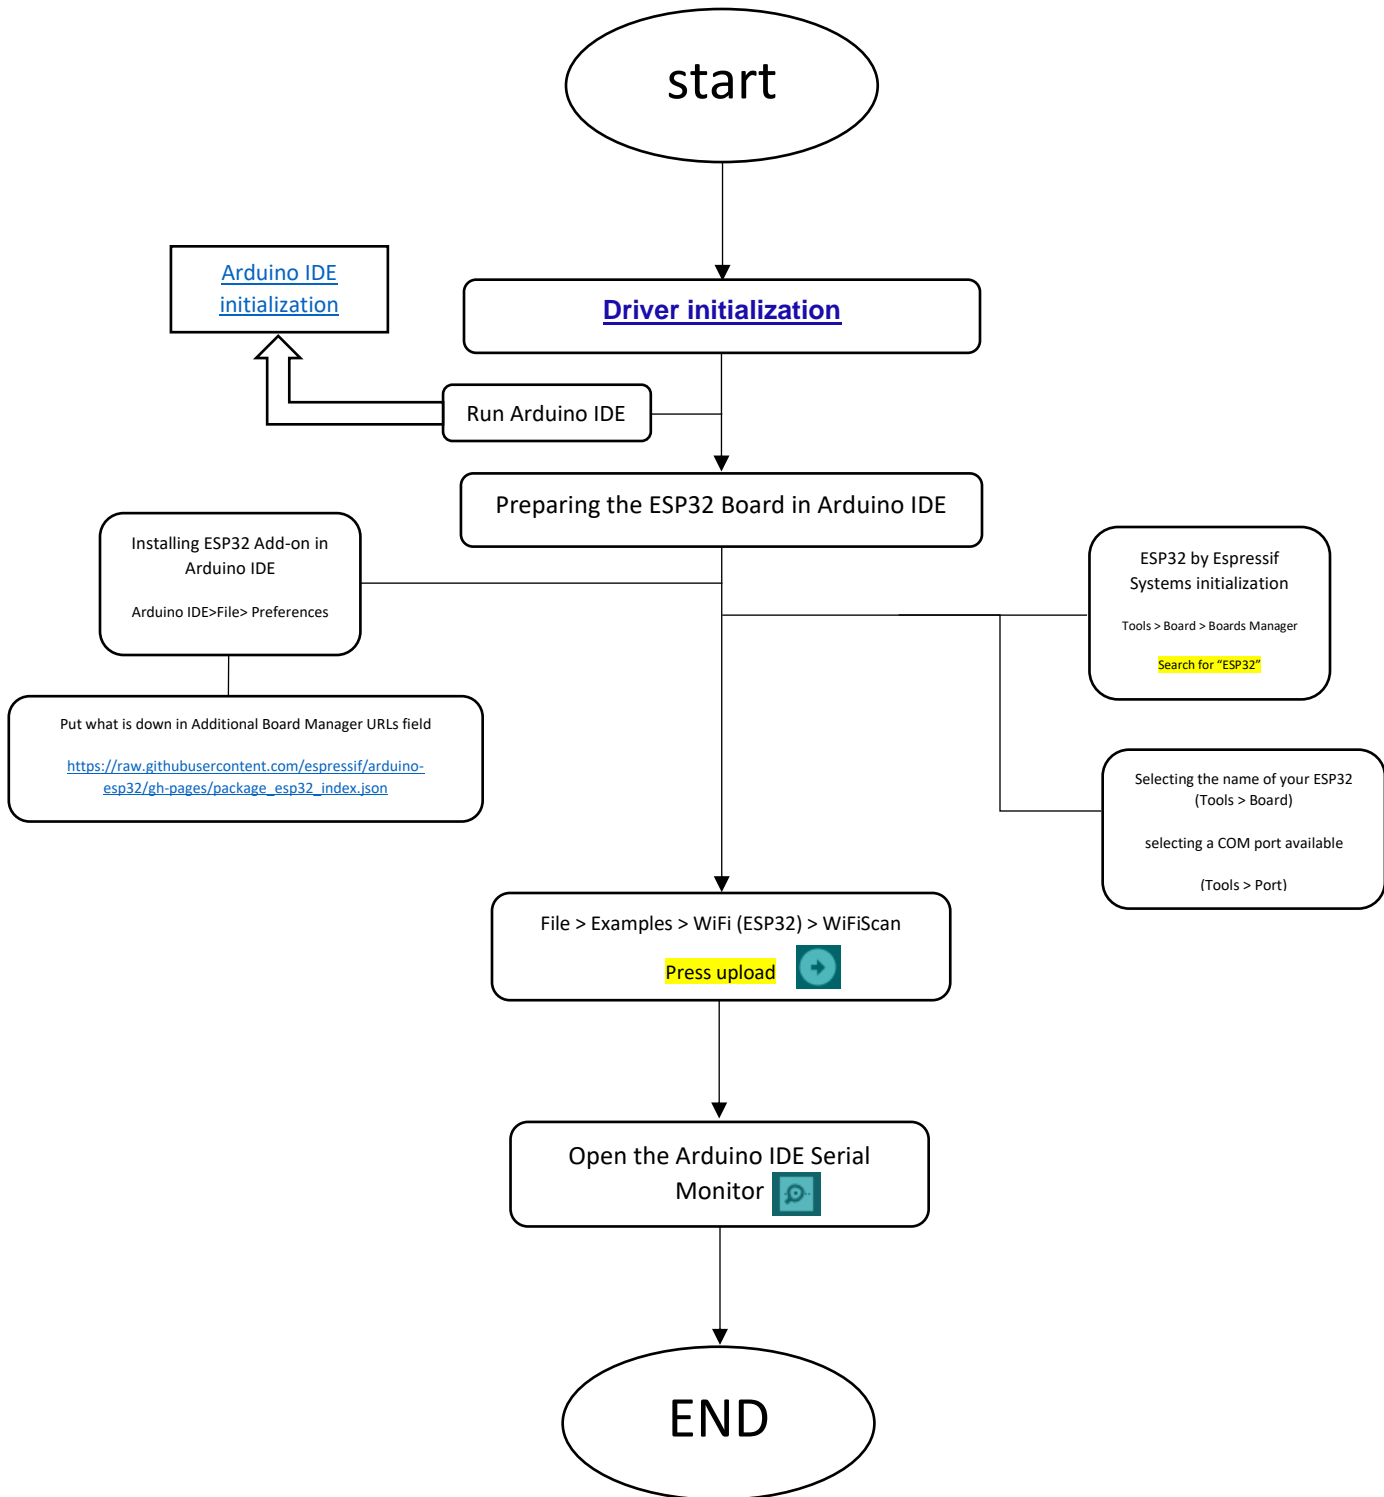 start
Arduino IDE
initialization
Driver initialization
Run Arduino IDE
Preparing the ESP32 Board in Arduino IDE
Installing ESP32 Add-on in
Arduino IDE
Arduino IDE>File> Preferences
ESP32 by Espressif
Systems initialization
Tools > Board > Boards Manager
Search for “ESP32”
Put what is down in Additional Board Manager URLs field
https://raw.githubusercontent.com/espressif/arduino-
esp32/gh-pages/package_esp32_index.json
Selecting the name of your ESP32
(Tools > Board)
selecting a COM port available
(Tools > Port)
File > Examples > WiFi (ESP32) > WiFiScan
Press upload
Open the Arduino IDE Serial
Monitor
END